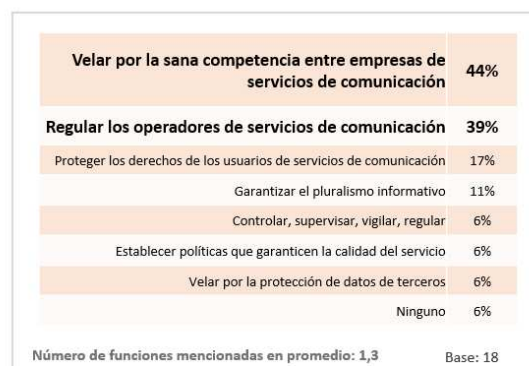 Velar por la sana competencia entre empresas de
servicios de comunicación 44%
Regular los operadores de servicios de comunicación 39%
Proteger los derechos de los usuarios de servicios de comunicación 17%
Garantizar el pluralismo informativo 11%
Controlar, supervisar, vigilar, regular 6%
Establecer políticas que garanticen la calidad del servicio 6%
Velar por la protección de datos de terceros 6%
Ninguno 6%
Número de funciones mencionadas en promedio: 1,3 Base: 18